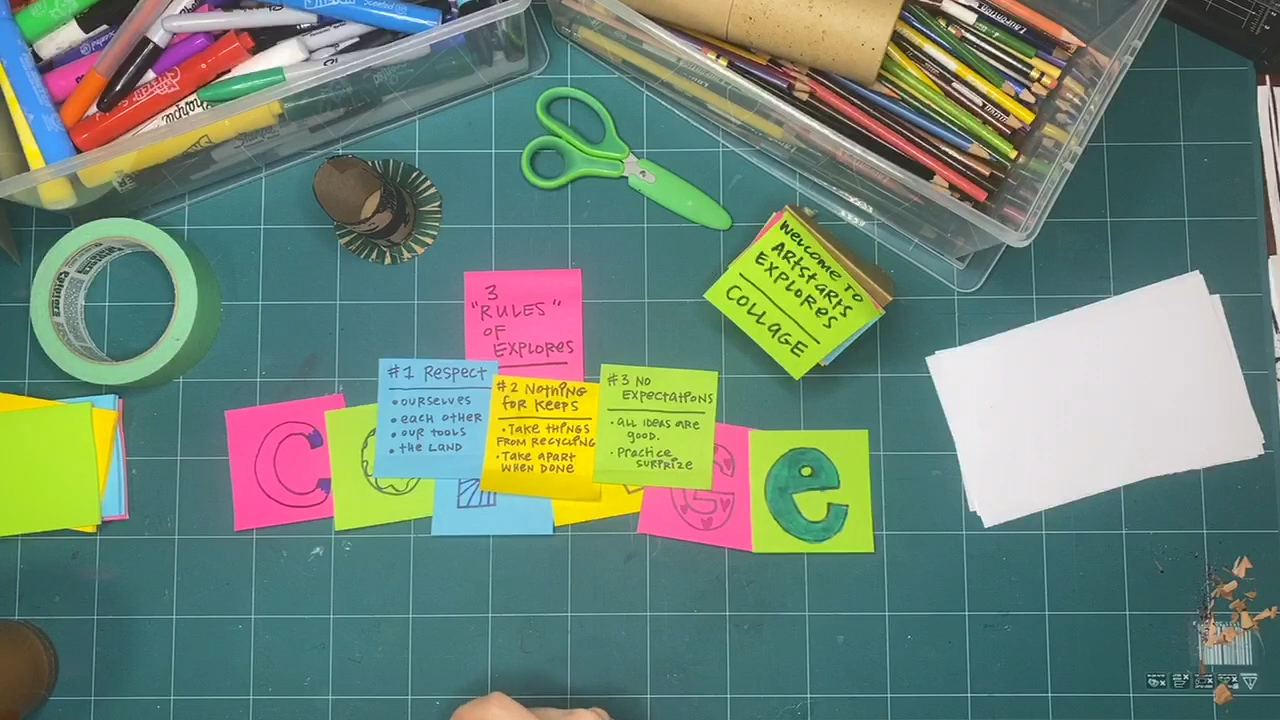 Welcome to
ARTSTARTS
EXPLORES
COLLAGE
3
"RULES"
OF
EXPLORES
#1 Respect
• OURSELVES
• EACH OTHER
• OUR TOOLS
• THE LAND
#2 NOTHING
FOR KEEPS
• TAKE THINGS
FROM RECYCLING
• TAKE APART
WHEN DONE
#3 NO
EXPECTATIONS
• ALL IDEAS ARE
GOOD.
• PRACTICE
SURPRIZE
C
G e